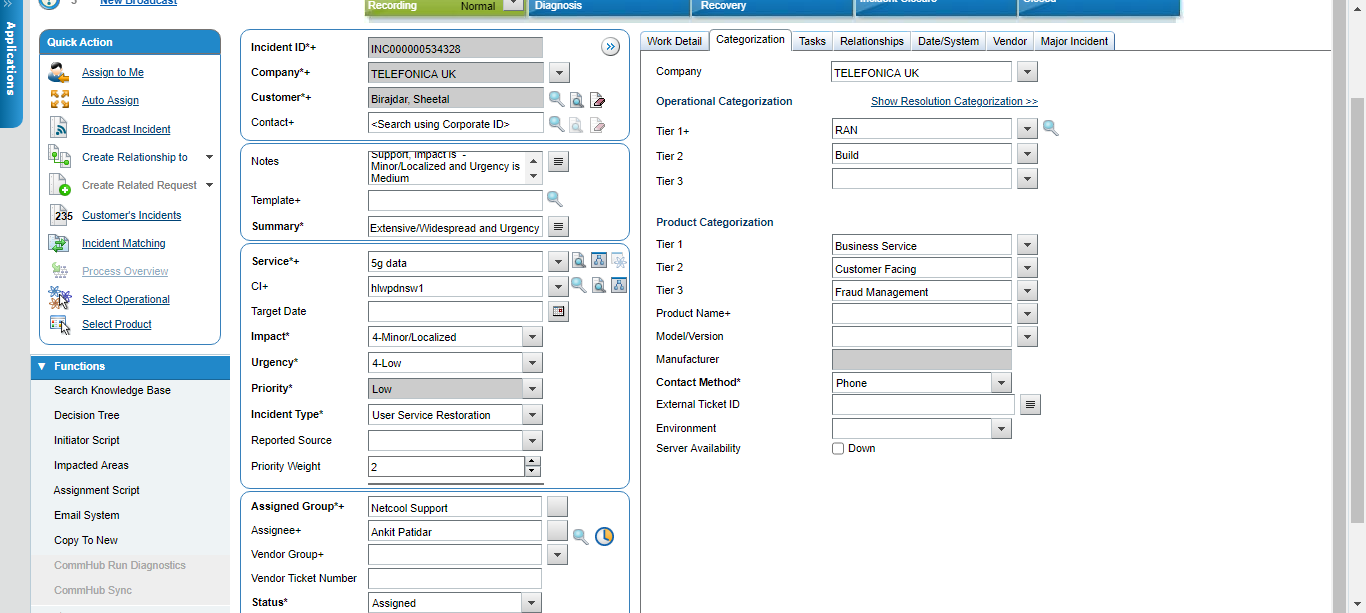 New Broadcast
Recording
Normal
Diagnosis
Recovery
Incident Closure
Closed
Applications
Quick Action
Assign to Me
Auto Assign
Broadcast Incident
Create Relationship to
Create Related Request
Customer's Incidents
Incident Matching
Process Overview
Select Operational
Select Product
Functions
Search Knowledge Base
Decision Tree
Initiator Script
Impacted Areas
Assignment Script
Email System
Copy To New
CommHub Run Diagnostics
CommHub Sync
Incident ID*+ INC000000534328
Company*+ TELEFONICA UK
Customer*+ Birajdar, Sheetal
Contact+ <Search using Corporate ID>
Notes
Support, Impact is -
Minor/Localized and Urgency is
Medium
Template+
Summary* Extensive/Widespread and Urgency
Service*+ 5g data
CI+ hlwpdnsw1
Target Date
Impact* 4-Minor/Localized
Urgency* 4-Low
Priority* Low
Incident Type* User Service Restoration
Reported Source
Priority Weight 2
Assigned Group*+ Netcool Support
Assignee+ Ankit Patidar
Vendor Group+
Vendor Ticket Number
Status* Assigned
Work Detail Categorization Tasks Relationships Date/System Vendor Major Incident
Company TELEFONICA UK
Operational Categorization Show Resolution Categorization >>
Tier 1+ RAN
Tier 2 Build
Tier 3
Product Categorization
Tier 1 Business Service
Tier 2 Customer Facing
Tier 3 Fraud Management
Product Name+
Model/Version
Manufacturer
Contact Method* Phone
External Ticket ID
Environment
Server Availability Down